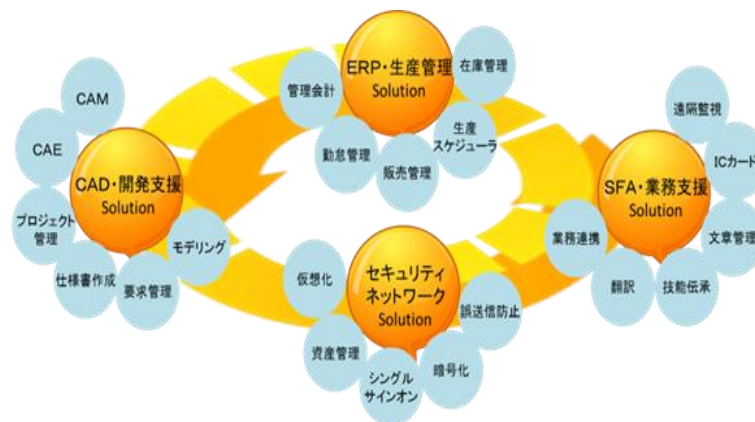 ERP・生産管理
Solution
管理会計
勤怠管理
販売管理
生産
スケジューラ
在庫管理
CAD・開発支援
Solution
CAM
CAE
プロジェクト
管理
仕様書作成
要求管理
モデリング
SFA・業務支援
Solution
遠隔監視
ICカード
文章管理
技能伝承
翻訳
業務連携
セキュリティ
ネットワーク
Solution
仮想化
資産管理
シングル
サインオン
暗号化
誤送信防止